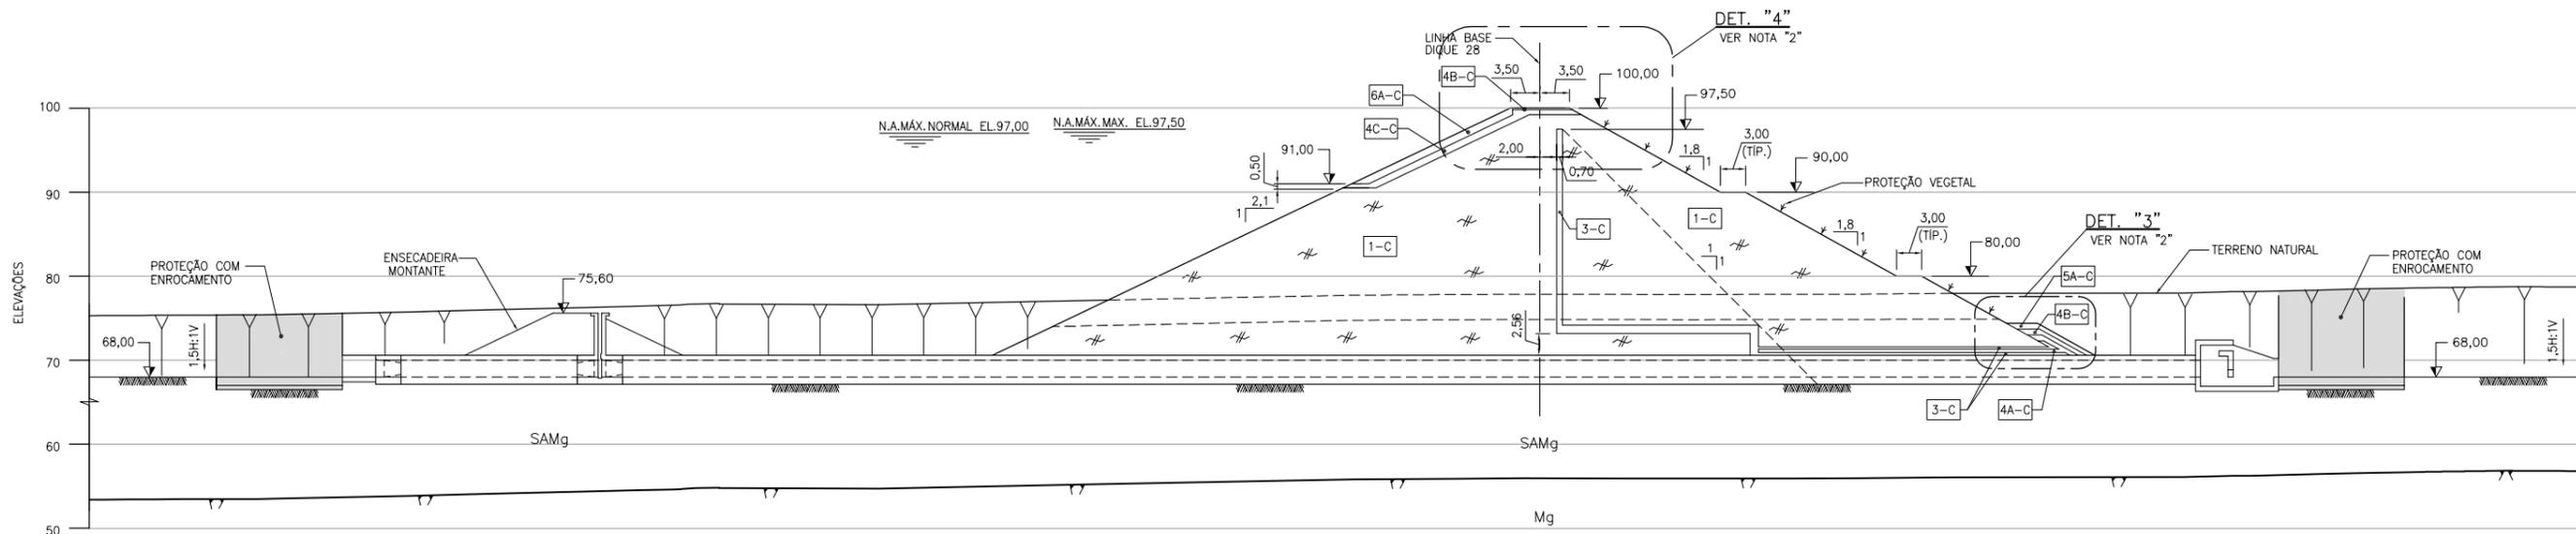 DET. "4"
VER NOTA "2"
LINHA BASE
DIQUE 28
4B-C
3,50
3,50
100,00
6A-C
97,50
100
N.A.MÁX.NORMAL EL.97,00
N.A.MÁX.MAX. EL.97,50
4C-C
91,00
0,50
2,00
0,70
1,8
1
3,00
(TÍP.)
90,00
90
PROTEÇÃO VEGETAL
2,1
1
1-C
3-C
1-C
1,8
1
3,00
(TÍP.)
DET. "3"
VER NOTA "2"
80,00
TERRENO NATURAL
ELEVAÇÕES
PROTEÇÃO COM
ENROCAMENTO
ENSECADEIRA
MONTANTE
75,60
80
1
1
5A-C
4B-C
PROTEÇÃO COM
ENROCAMENTO
68,00
1,5H:1V
2,56
68,00
1,5H:1V
70
3-C
4A-C
60
SAMg
SAMg
Mg
50